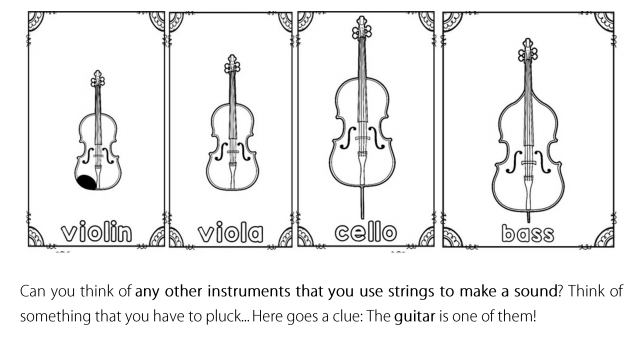 violin viola cello bass
Can you think of any other instruments that you use strings to make a sound? Think of
something that you have to pluck... Here goes a clue: The guitar is one of them!